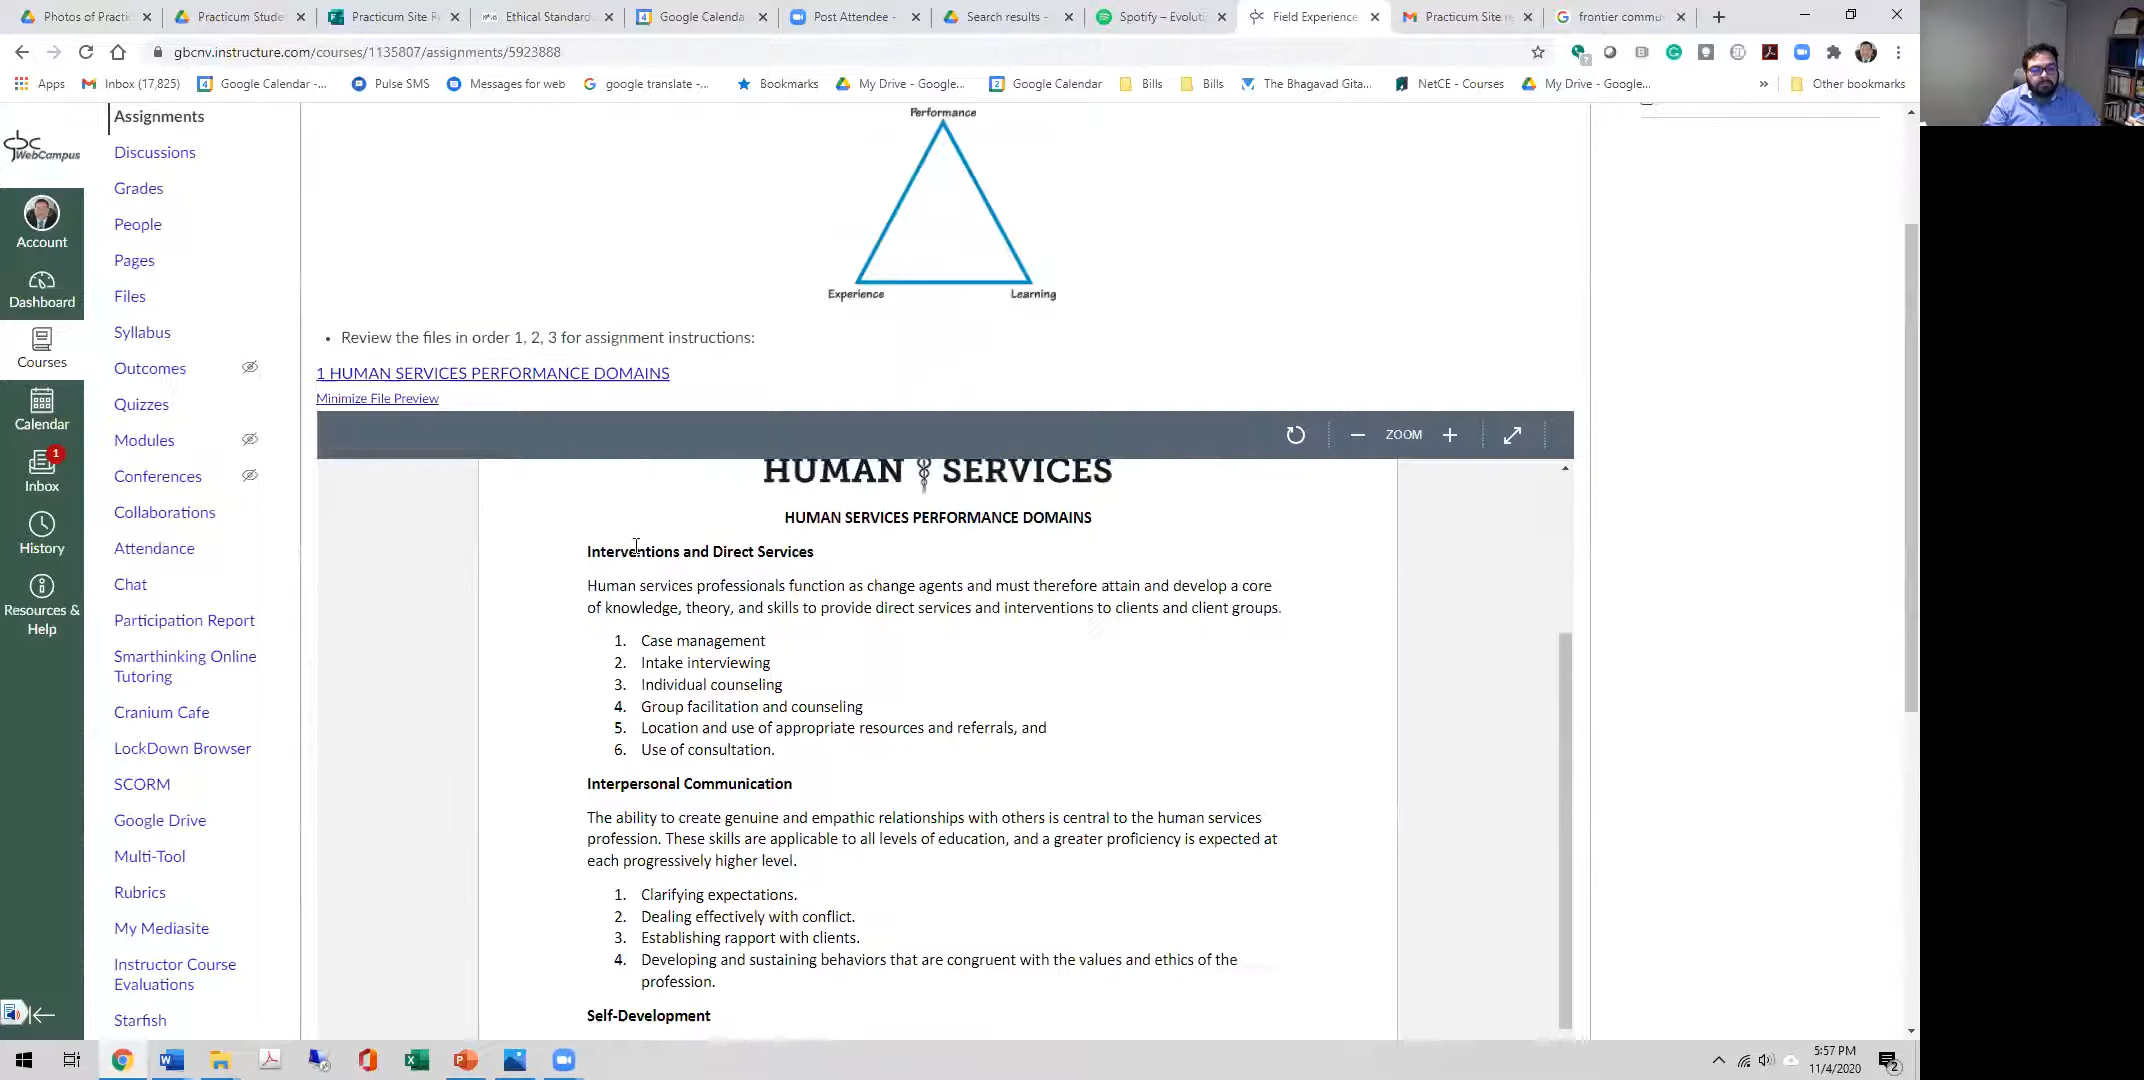 Photos of Practi
Practicum Stude
Practicum Site R
Ethical Standard
Google Calenda
Post Attendee -
Search results -
Spotify – Evoluti
Field Experience
Practicum Site re
frontier commu
gbcnv.instructure.com/courses/1135807/assignments/5923888
Apps
Inbox (17,825)
Google Calendar -...
Pulse SMS
Messages for web
google translate -...
Bookmarks
My Drive - Google...
Google Calendar
Bills
Bills
The Bhagavad Gita...
NetCE - Courses
My Drive - Google...
»
Other bookmarks
WebCampus
Account
Dashboard
Courses
Calendar
1
Inbox
History
Resources &
Help
Assignments
Discussions
Grades
People
Pages
Files
Syllabus
Outcomes
Quizzes
Modules
Conferences
Collaborations
Attendance
Chat
Participation Report
Smarthinking Online
Tutoring
Cranium Cafe
LockDown Browser
SCORM
Google Drive
Multi-Tool
Rubrics
My Mediasite
Instructor Course
Evaluations
Starfish
Performance
Experience
Learning
• Review the files in order 1, 2, 3 for assignment instructions:
1 HUMAN SERVICES PERFORMANCE DOMAINS
Minimize File Preview
ZOOM
HUMAN SERVICES
HUMAN SERVICES PERFORMANCE DOMAINS
Interventions and Direct Services
Human services professionals function as change agents and must therefore attain and develop a core
of knowledge, theory, and skills to provide direct services and interventions to clients and client groups.
1. Case management
2. Intake interviewing
3. Individual counseling
4. Group facilitation and counseling
5. Location and use of appropriate resources and referrals, and
6. Use of consultation.
Interpersonal Communication
The ability to create genuine and empathic relationships with others is central to the human services
profession. These skills are applicable to all levels of education, and a greater proficiency is expected at
each progressively higher level.
1. Clarifying expectations.
2. Dealing effectively with conflict.
3. Establishing rapport with clients.
4. Developing and sustaining behaviors that are congruent with the values and ethics of the
profession.
Self-Development
5:57 PM
11/4/2020
2